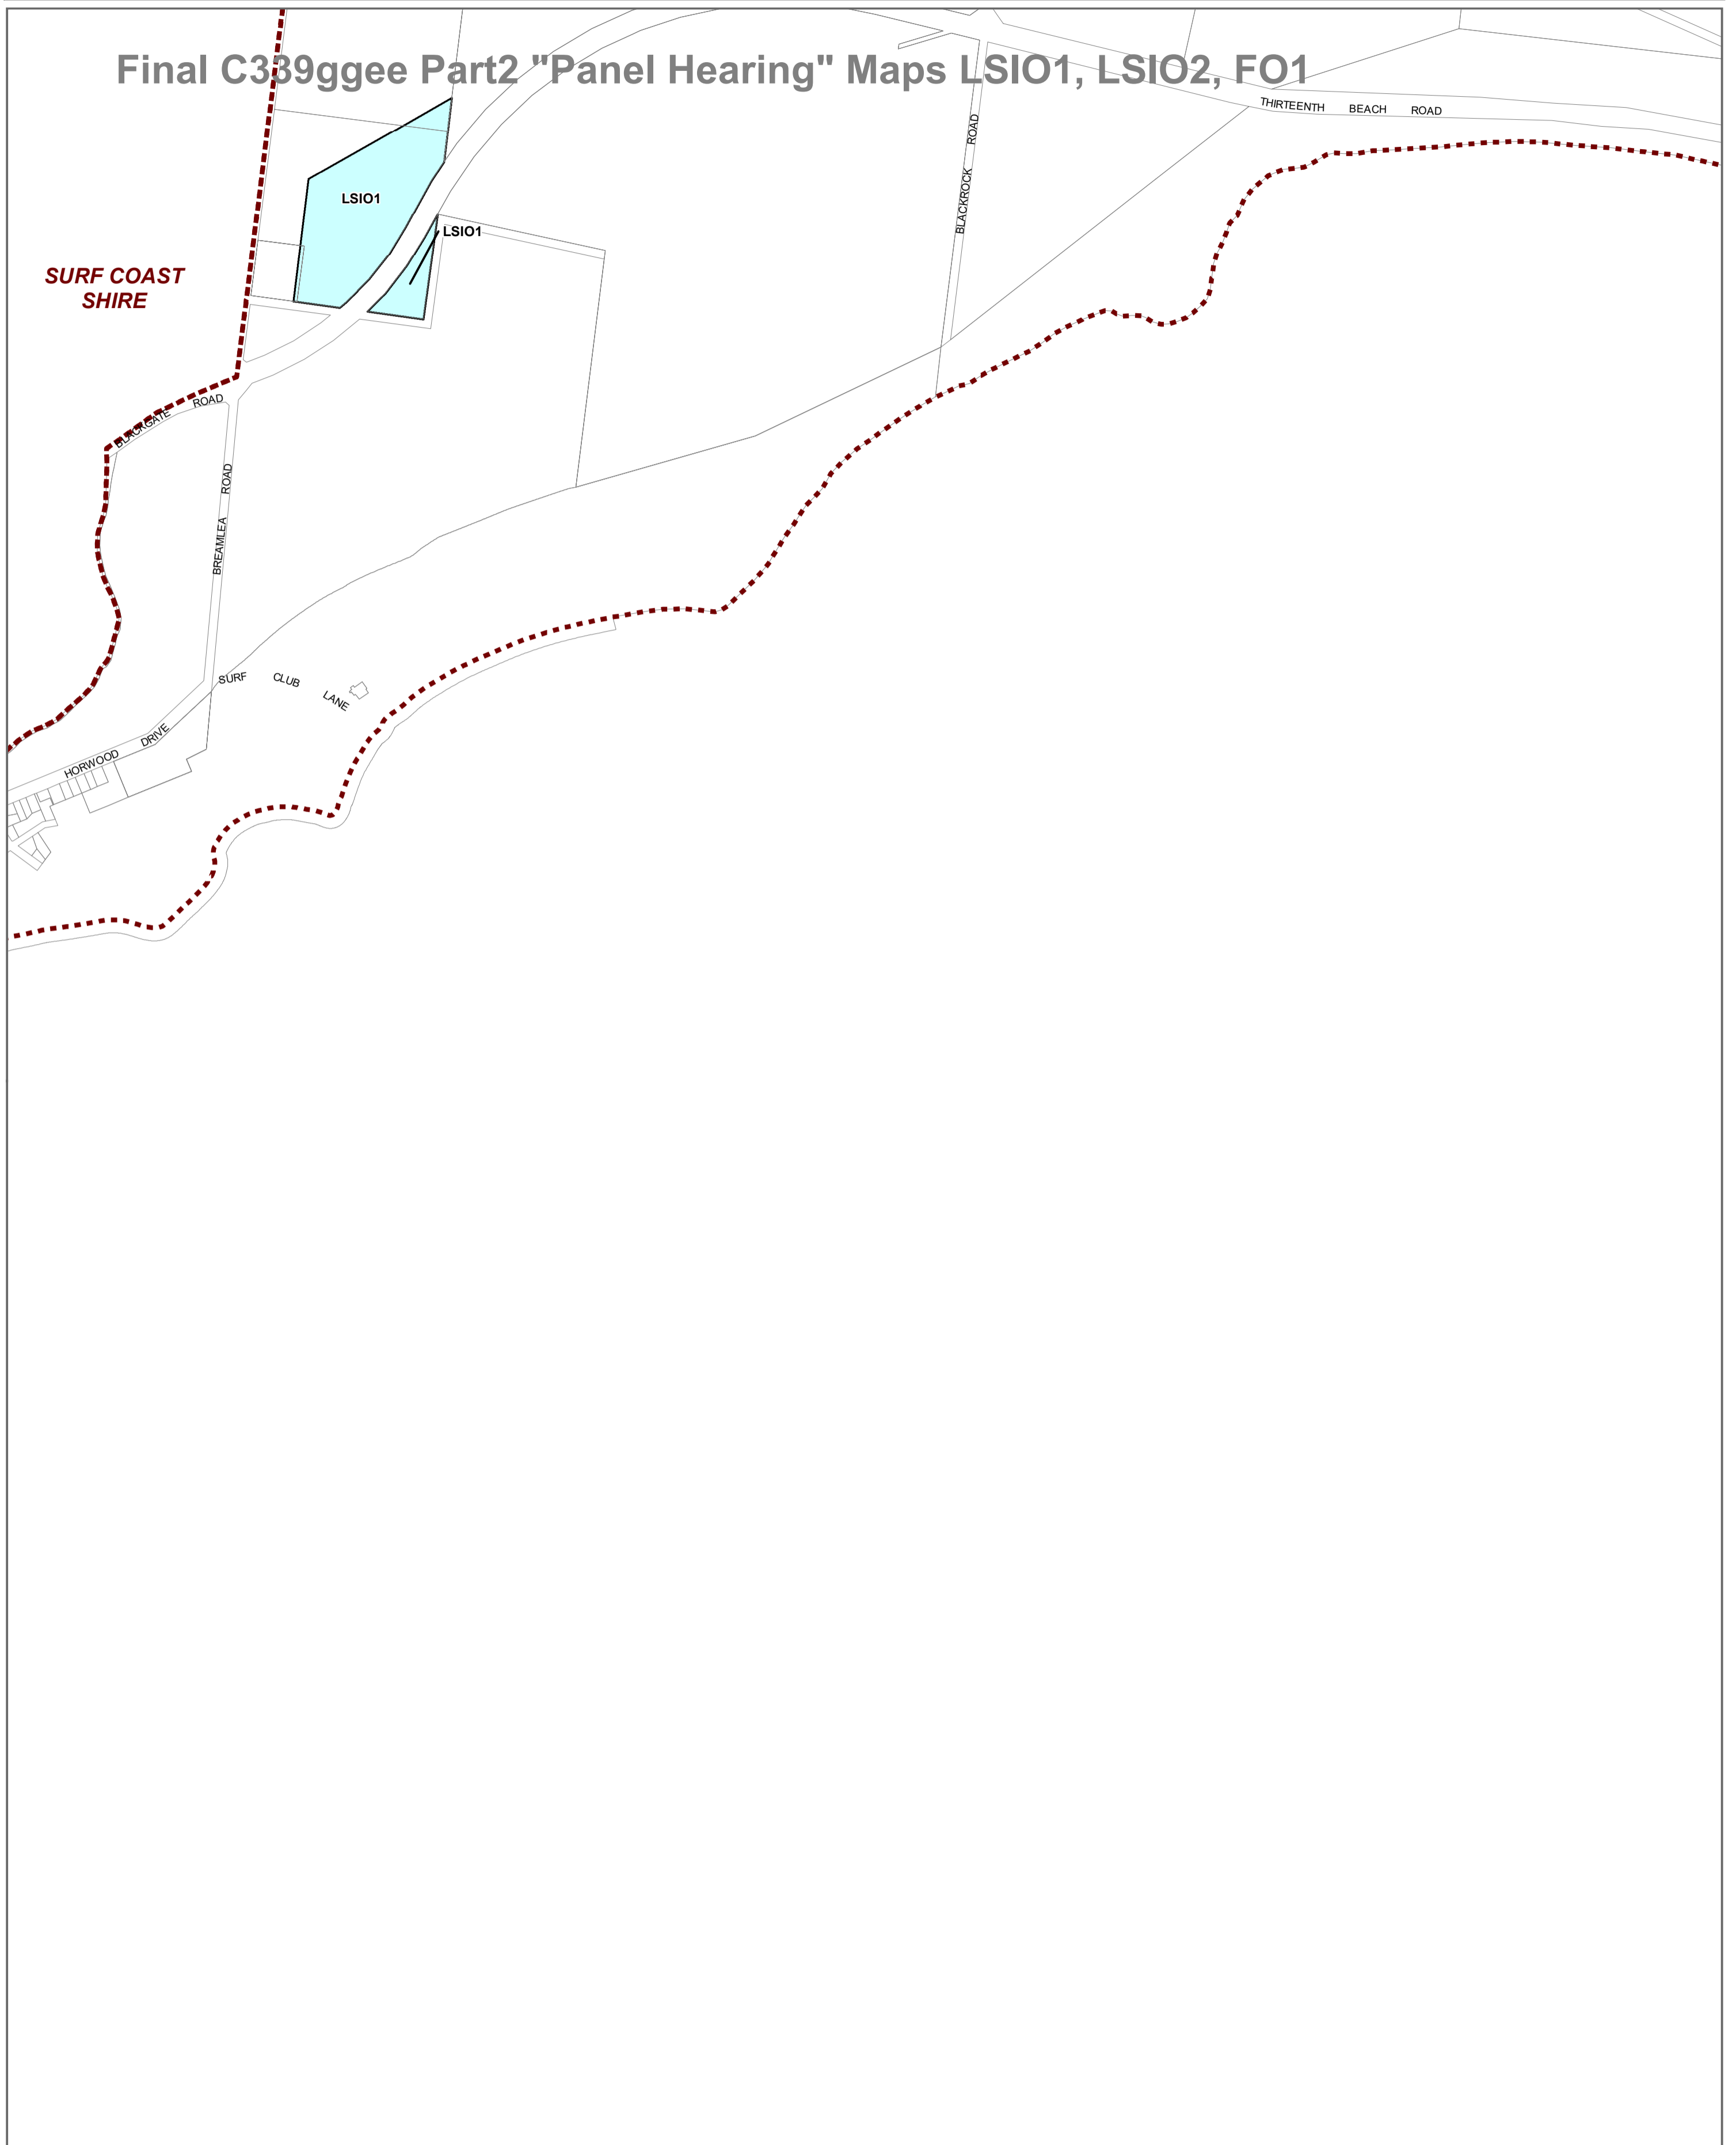 Final C339ggee Part2 "Panel Hearing" Maps LSIO1, LSIO2, FO1
THIRTEENTH BEACH ROAD
BLACKROCK ROAD
LSIO1
LSIO1
SURF COAST
SHIRE
BLACKGATE ROAD
BREAMLEA ROAD
SURF CLUB LANE
HORWOOD DRIVE